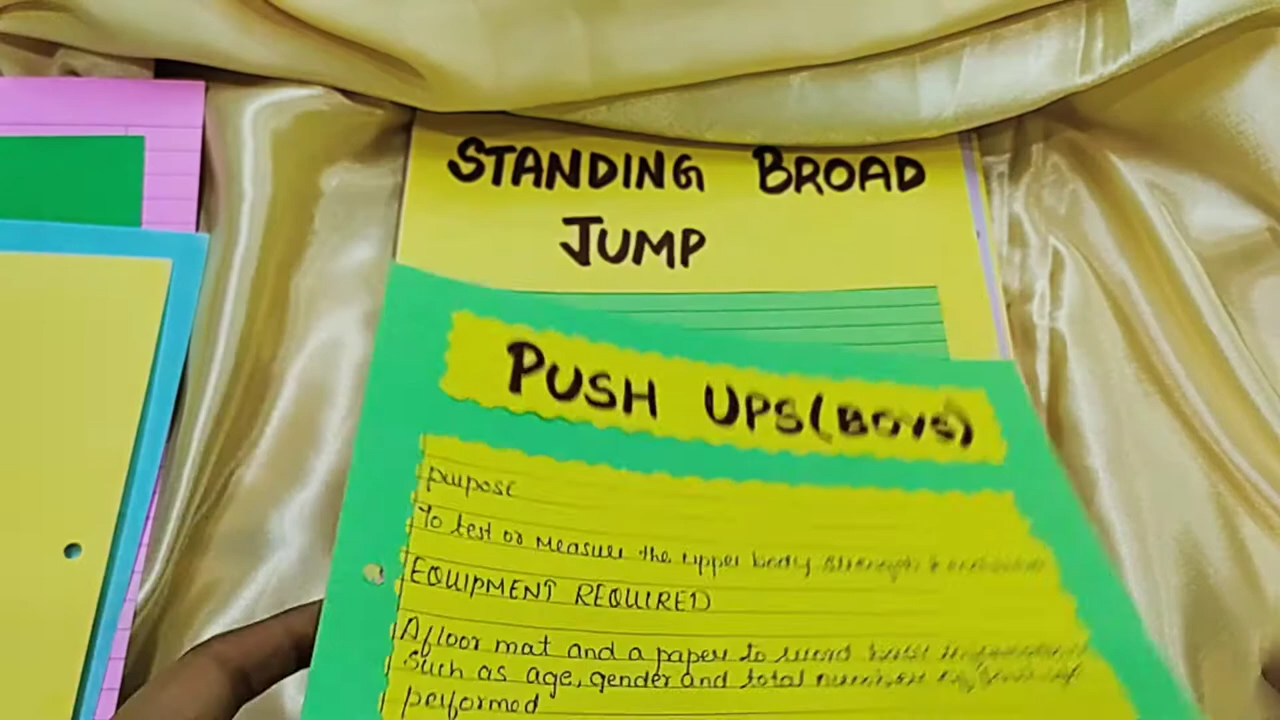 STANDING BROAD
JUMP
PUSH UPS (BOYS)
purpose
To test or measure the upper body strength &
EQUIPMENT REQUIRED
A floor mat and a paper to
Such as age, gender and total
performed